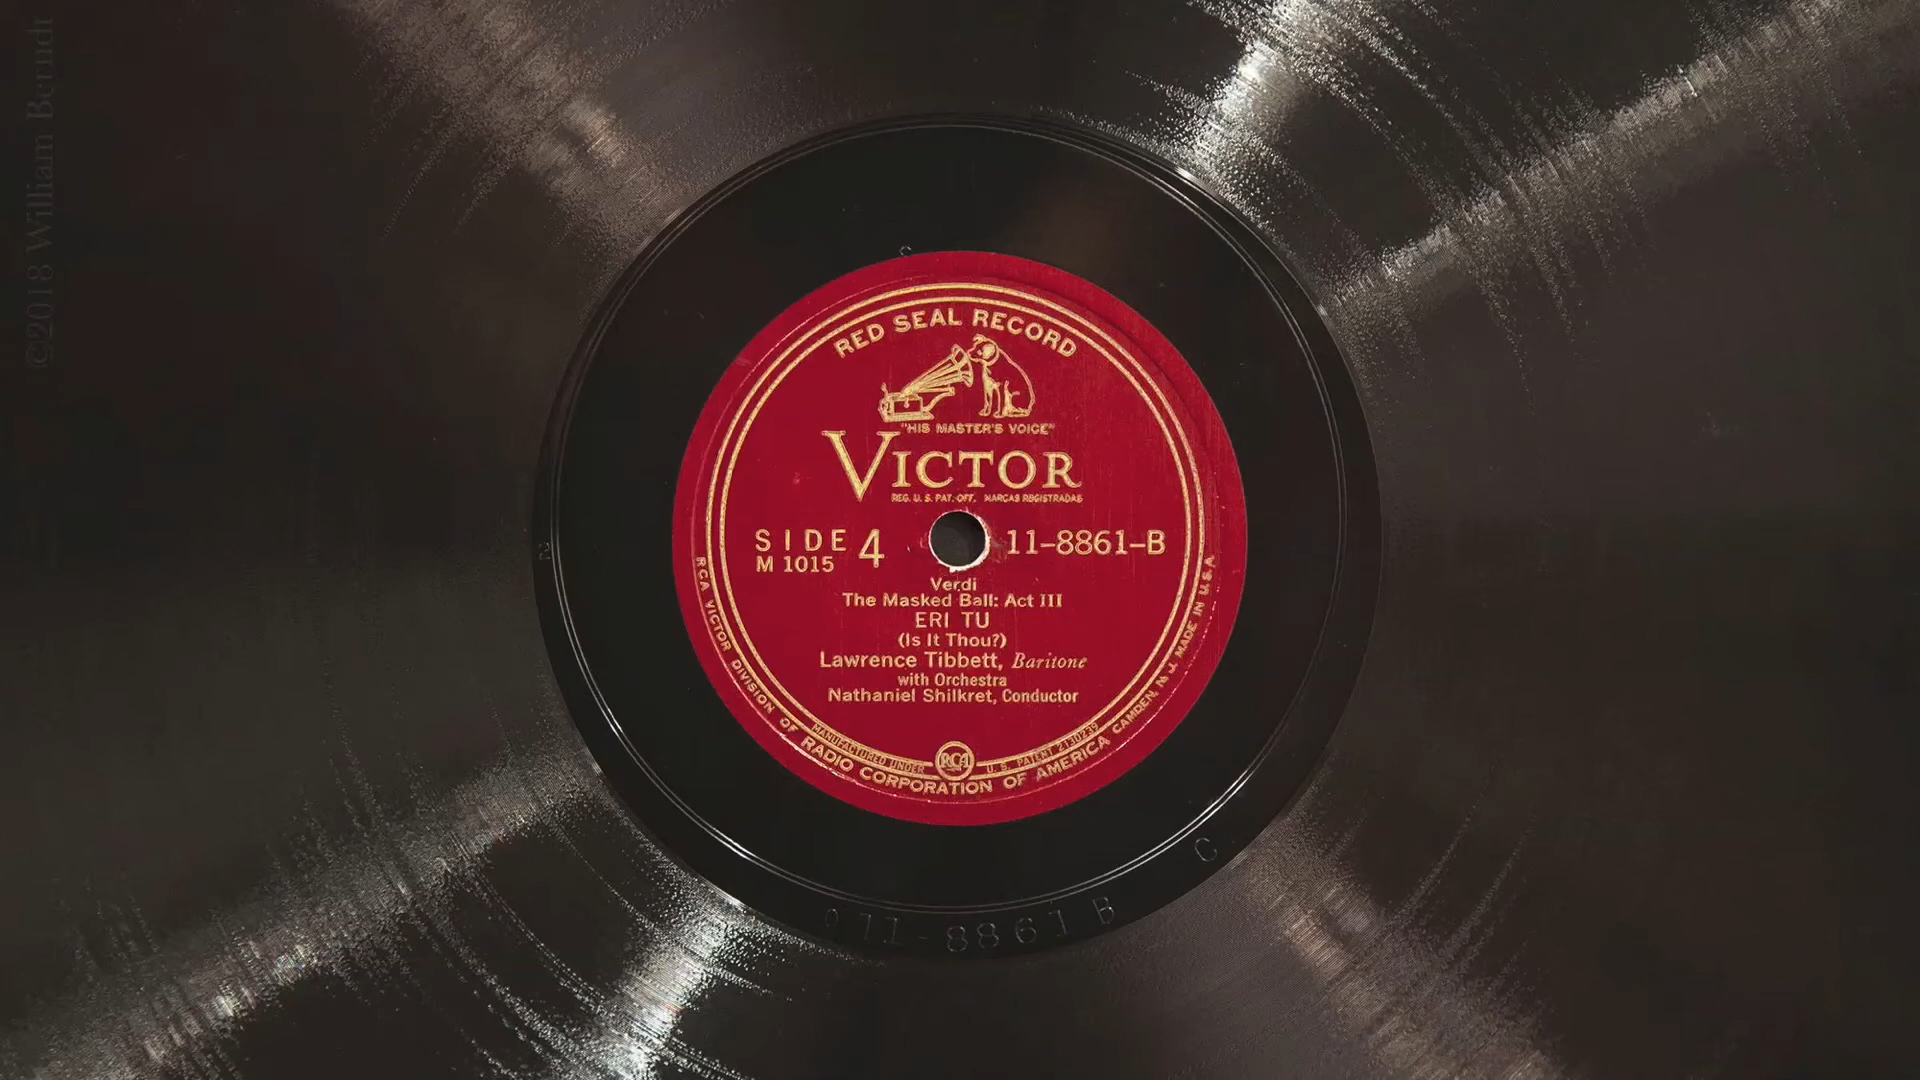 ©2018 William Berndt
RED SEAL RECORD
"HIS MASTER'S VOICE"
VICTOR
REG. U. S. PAT. OFF. MARCAS REGISTRADAS
SIDE 4
M 1015
11-8861-B
Verdi
The Masked Ball: Act III
ERI TU
(Is It Thou?)
Lawrence Tibbett, Baritone
with Orchestra
Nathaniel Shilkret, Conductor
MANUFACTURED UNDER RCA U. S. PATENT 2130239
RCA VICTOR DIVISION OF RADIO CORPORATION OF AMERICA CAMDEN, N. J. MADE IN U.S.A.
C
11-8861 B